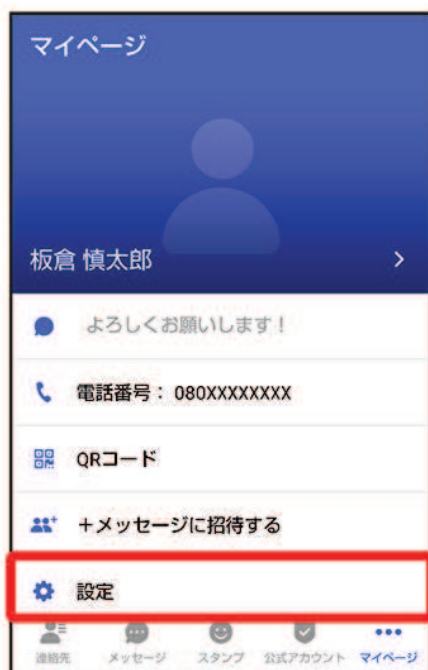 マイページ
板倉 慎太郎
よろしくお願いします！
電話番号： 080XXXXXXXX
QRコード
＋メッセージに招待する
設定
連絡先 メッセージ スタンプ 公式アカウント マイページ